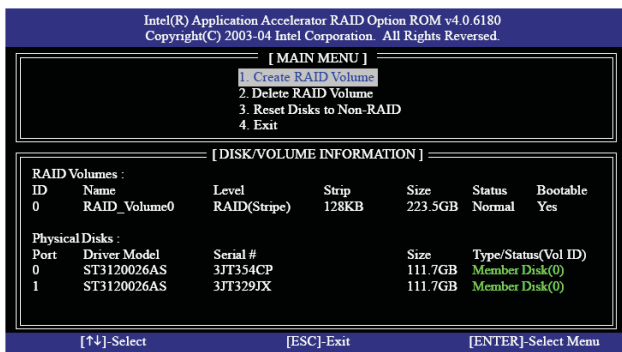 Intel(R) Application Accelerator RAID Option ROM v4.0.6180
Copyright(C) 2003-04 Intel Corporation. All Rights Reversed.
[ MAIN MENU ]
1. Create RAID Volume
2. Delete RAID Volume
3. Reset Disks to Non-RAID
4. Exit
[ DISK/VOLUME INFORMATION ]
RAID Volumes :
ID Name Level Strip Size Status Bootable
0 RAID_Volume0 RAID(Stripe) 128KB 223.5GB Normal Yes
Physical Disks :
Port Driver Model Serial # Size Type/Status(Vol ID)
0 ST3120026AS 3JT354CP 111.7GB Member Disk(0)
1 ST3120026AS 3JT329JX 111.7GB Member Disk(0)
[↑↓]-Select [ESC]-Exit [ENTER]-Select Menu